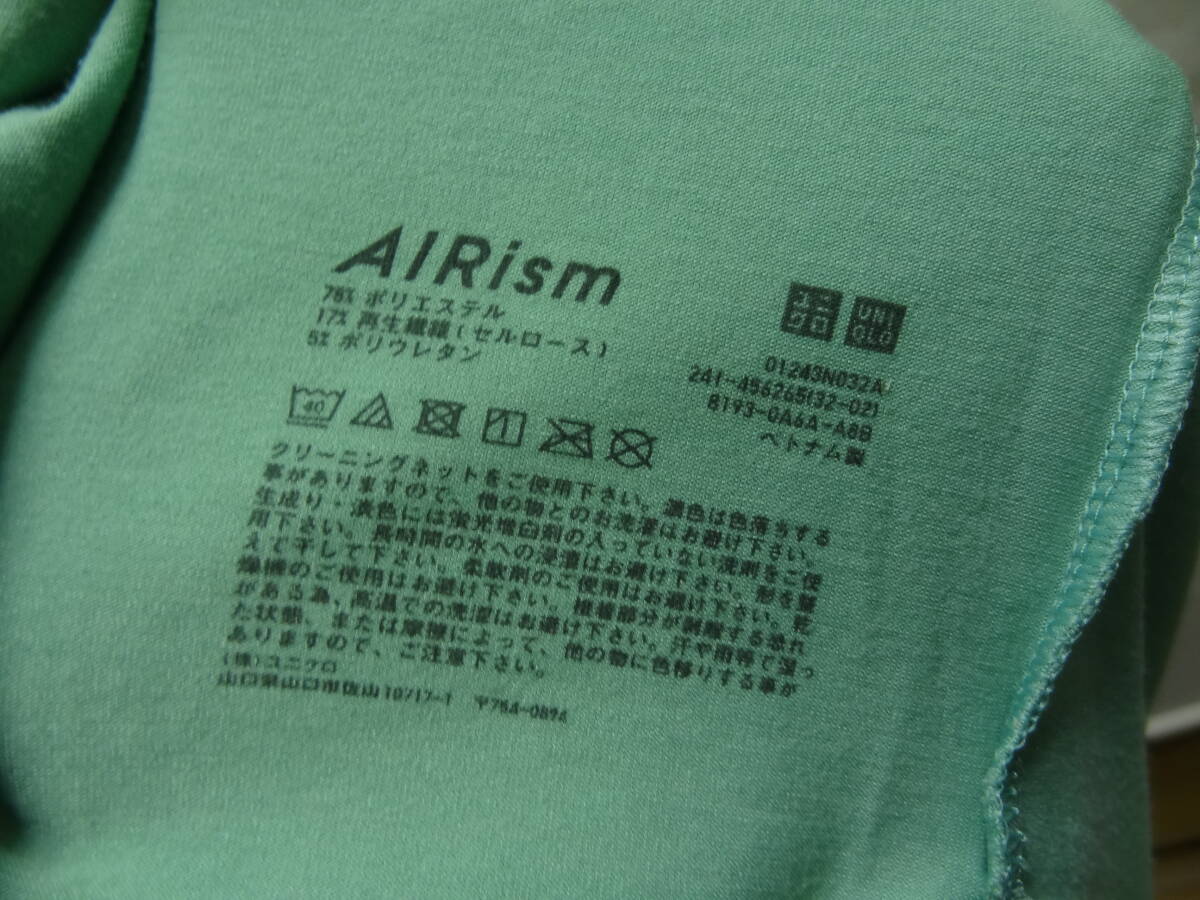 AIRism
78% ポリエステル
17% 再生繊維(セルロース)
5% ポリウレタン
ユニクロ UNIQLO
01243N032A
241-456265(32-02)
8193-0A6A-A8B
ベトナム製
40
クリーニングネットをご使用下さい。濃色は色落ちする
事がありますので、他の物とのお洗濯はお避け下さい。
生成り・淡色には蛍光増白剤の入っていない洗剤をご使
用下さい。長時間の水への浸漬はお避け下さい。形を整
えて干して下さい。柔軟剤のご使用はお避け下さい。乾
燥機のご使用はお避け下さい。接着部分が剥離する恐れ
がある為、高温での洗濯はお避け下さい。汗や雨等で湿っ
た状態、または摩擦によって、他の物に色移りする事が
ありますので、ご注意下さい。
(株)ユニクロ
山口県山口市佐山10717-1 〒754-0894